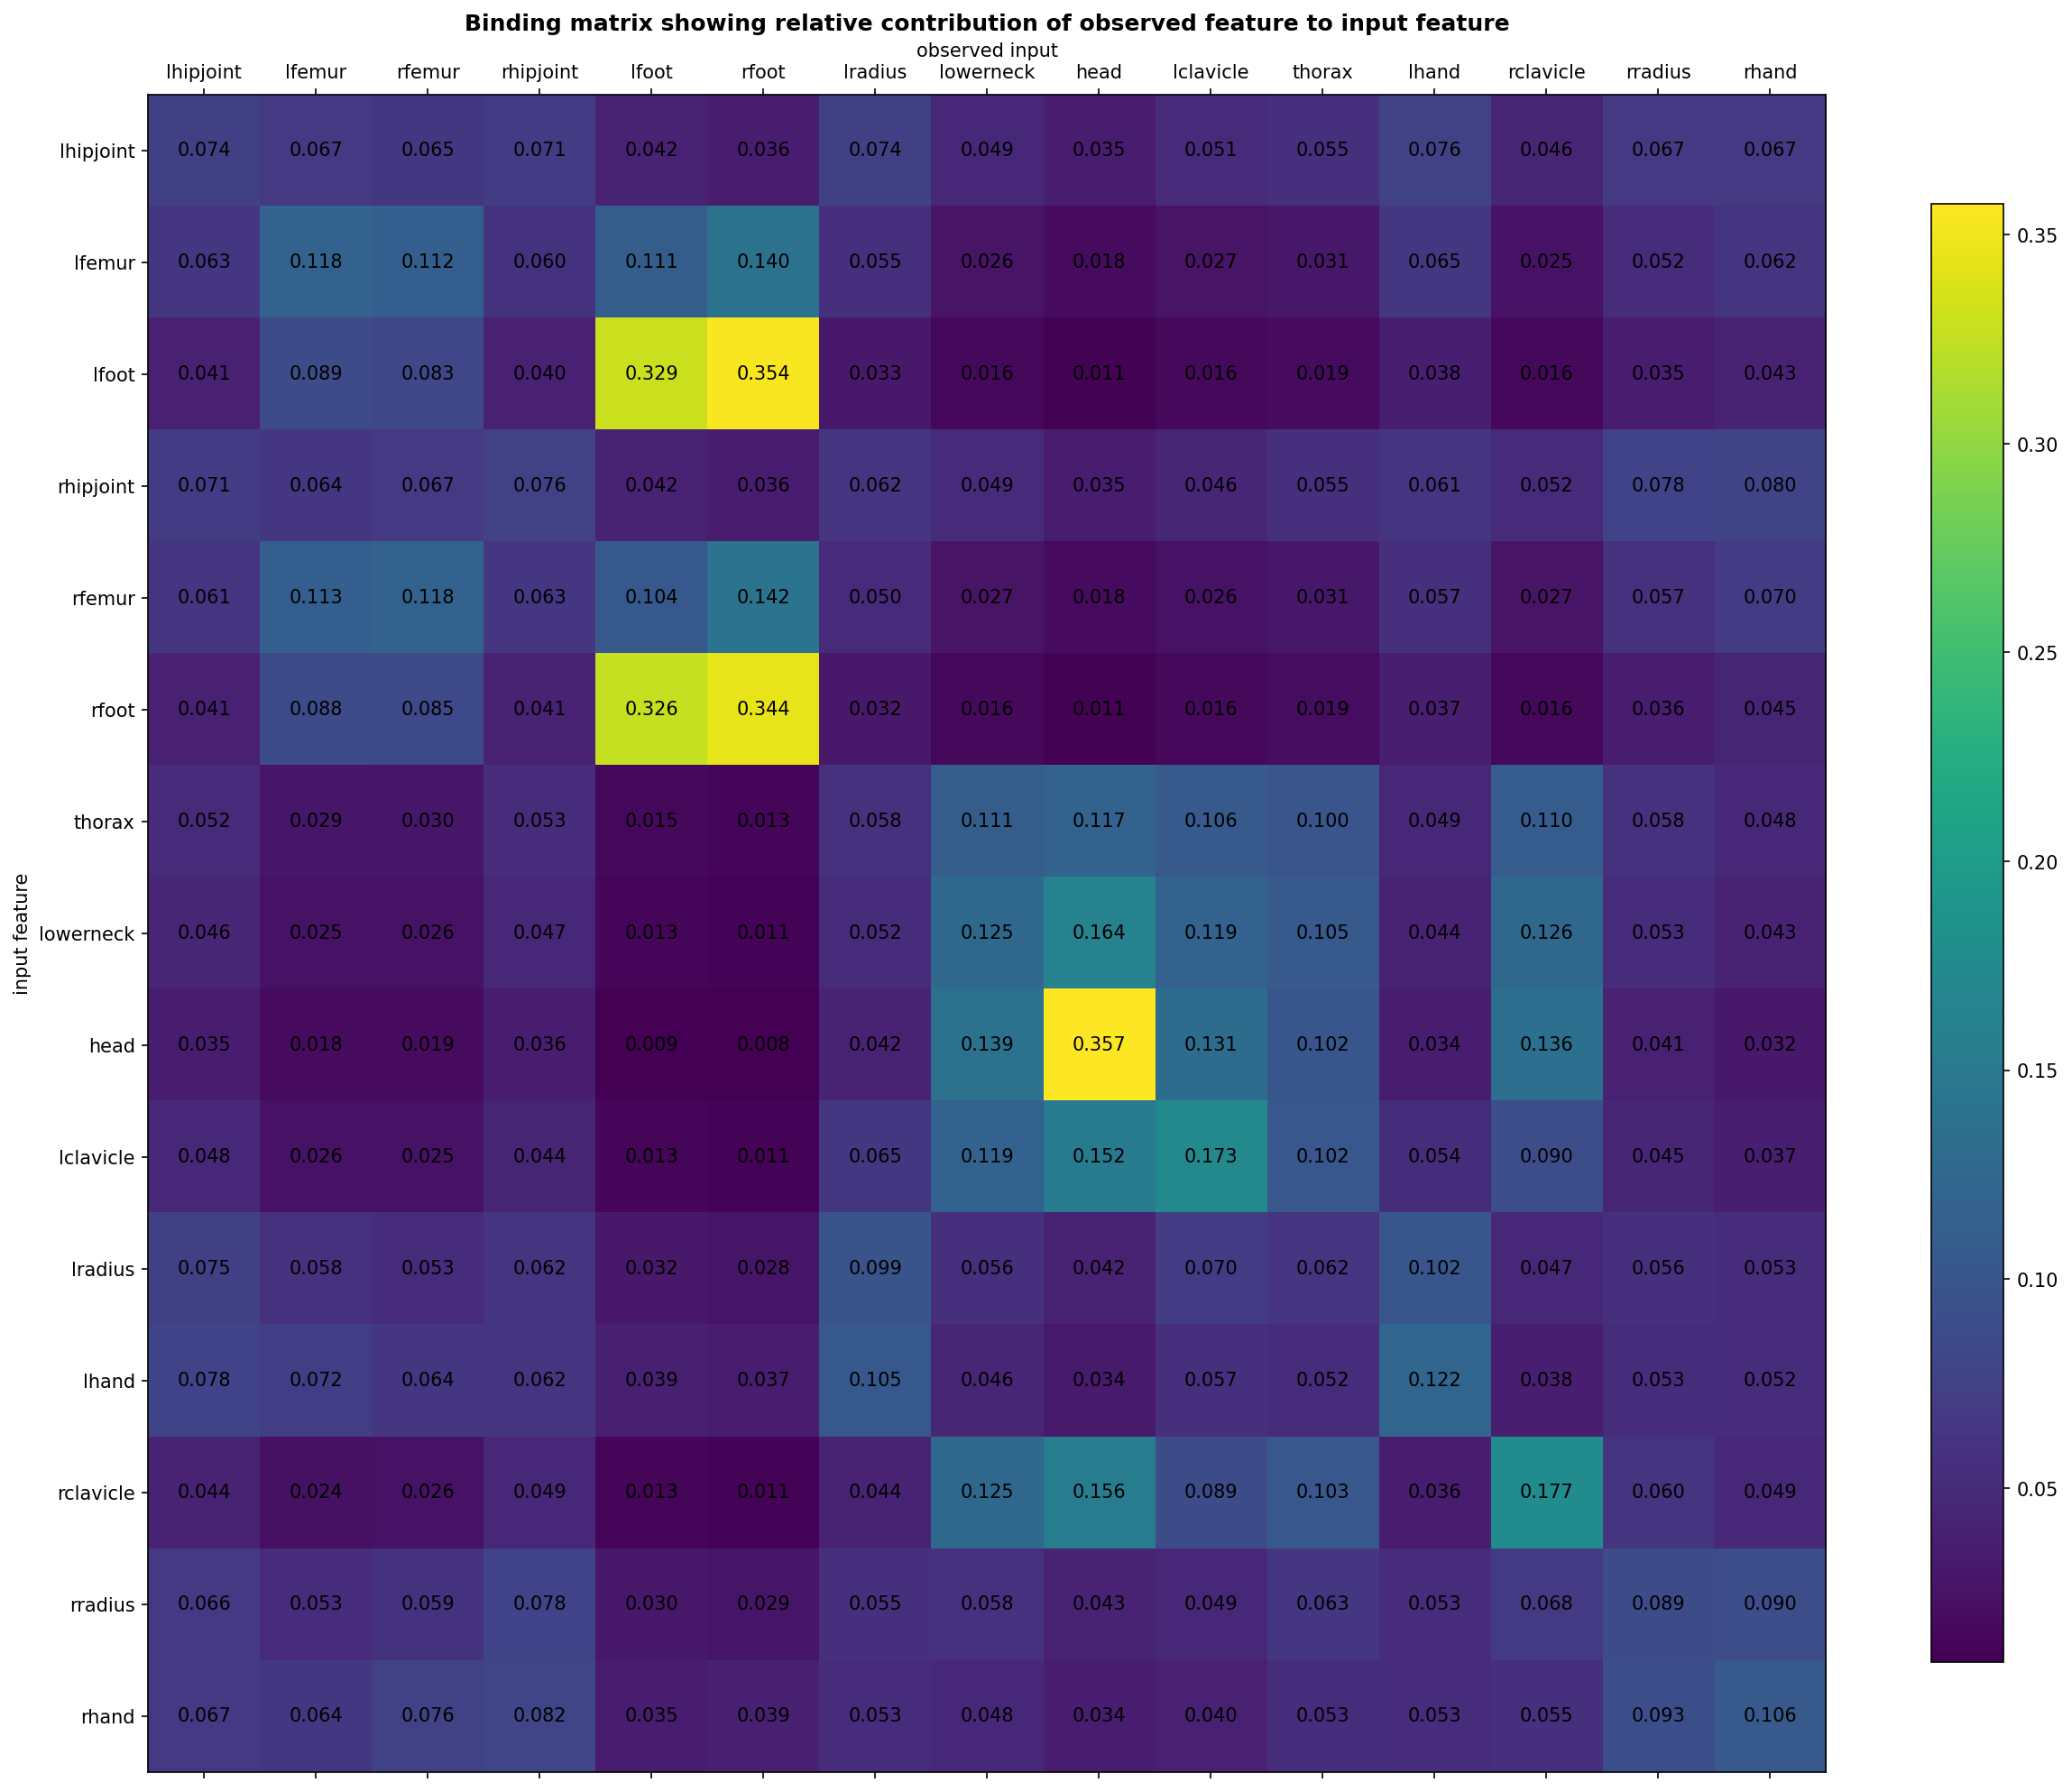 Binding matrix showing relative contribution of observed feature to input feature
observed input
lhipjoint lfemur rfemur rhipjoint lfoot rfoot lradius lowerneck head lclavicle thorax lhand rclavicle rradius rhand
lhipjoint 0.074 0.067 0.065 0.071 0.042 0.036 0.074 0.049 0.035 0.051 0.055 0.076 0.046 0.067 0.067
lfemur 0.063 0.118 0.112 0.060 0.111 0.140 0.055 0.026 0.018 0.027 0.031 0.065 0.025 0.052 0.062
lfoot 0.041 0.089 0.083 0.040 0.329 0.354 0.033 0.016 0.011 0.016 0.019 0.038 0.016 0.035 0.043
rhipjoint 0.071 0.064 0.067 0.076 0.042 0.036 0.062 0.049 0.035 0.046 0.055 0.061 0.052 0.078 0.080
rfemur 0.061 0.113 0.118 0.063 0.104 0.142 0.050 0.027 0.018 0.026 0.031 0.057 0.027 0.057 0.070
rfoot 0.041 0.088 0.085 0.041 0.326 0.344 0.032 0.016 0.011 0.016 0.019 0.037 0.016 0.036 0.045
thorax 0.052 0.029 0.030 0.053 0.015 0.013 0.058 0.111 0.117 0.106 0.100 0.049 0.110 0.058 0.048
lowerneck 0.046 0.025 0.026 0.047 0.013 0.011 0.052 0.125 0.164 0.119 0.105 0.044 0.126 0.053 0.043
head 0.035 0.018 0.019 0.036 0.009 0.008 0.042 0.139 0.357 0.131 0.102 0.034 0.136 0.041 0.032
lclavicle 0.048 0.026 0.025 0.044 0.013 0.011 0.065 0.119 0.152 0.173 0.102 0.054 0.090 0.045 0.037
lradius 0.075 0.058 0.053 0.062 0.032 0.028 0.099 0.056 0.042 0.070 0.062 0.102 0.047 0.056 0.053
lhand 0.078 0.072 0.064 0.062 0.039 0.037 0.105 0.046 0.034 0.057 0.052 0.122 0.038 0.053 0.052
rclavicle 0.044 0.024 0.026 0.049 0.013 0.011 0.044 0.125 0.156 0.089 0.103 0.036 0.177 0.060 0.049
rradius 0.066 0.053 0.059 0.078 0.030 0.029 0.055 0.058 0.043 0.049 0.063 0.053 0.068 0.089 0.090
rhand 0.067 0.064 0.076 0.082 0.035 0.039 0.053 0.048 0.034 0.040 0.053 0.053 0.055 0.093 0.106
input feature
0.35
0.30
0.25
0.20
0.15
0.10
0.05